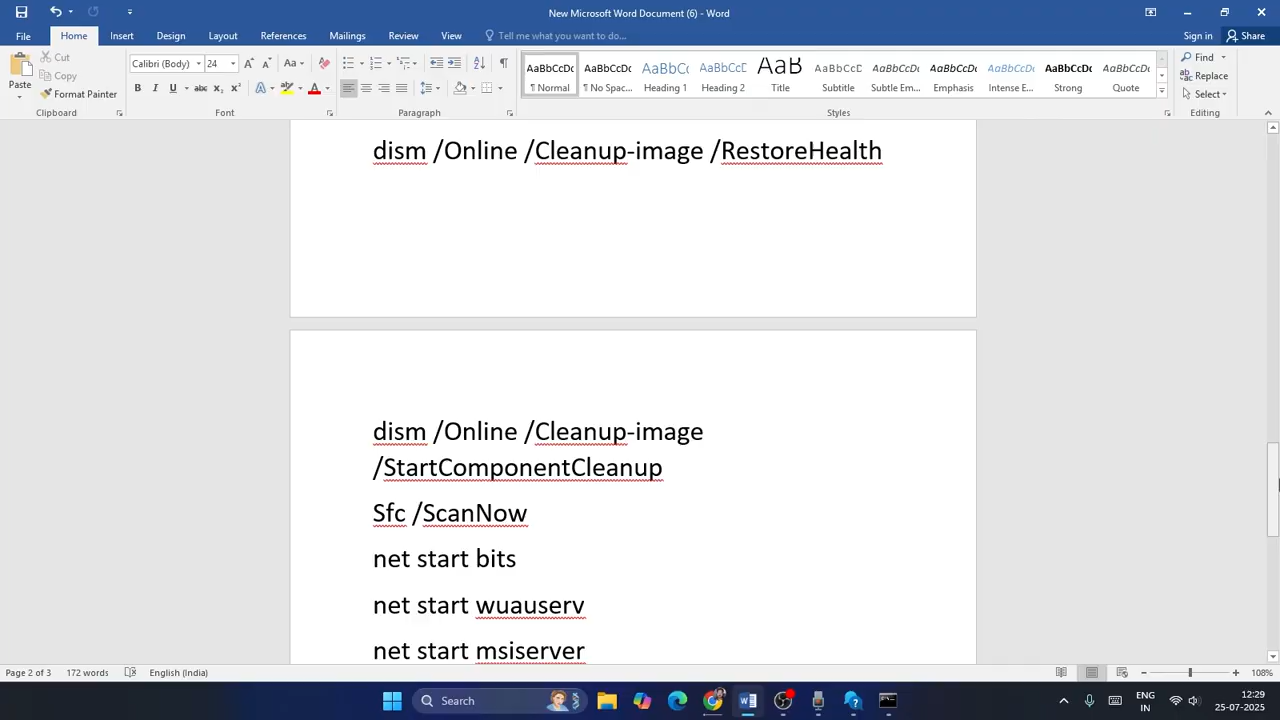 New Microsoft Word Document (6) - Word
File Home Insert Design Layout References Mailings Review View Tell me what you want to do... Sign in Share
Paste Cut Copy Format Painter
Calibri (Body) 24 Aa
B I U abc x₂ x² A A
AaBbCcDc AaBbCcDc AaBbCc AaBbCcD AaB AaBbCcD AaBbCcDc AaBbCcDc AaBbCcDc AaBbCcDc AaBbCcDc
¶ Normal ¶ No Spac... Heading 1 Heading 2 Title Subtitle Subtle Em... Emphasis Intense E... Strong Quote
Find
Replace
Select
Clipboard Font Paragraph Styles Editing
dism /Online /Cleanup-image /RestoreHealth
dism /Online /Cleanup-image
/StartComponentCleanup
Sfc /ScanNow
net start bits
net start wuauserv
net start msiserver
Page 2 of 3 172 words English (India) 108%
Search
ENG
IN
12:29
25-07-2025